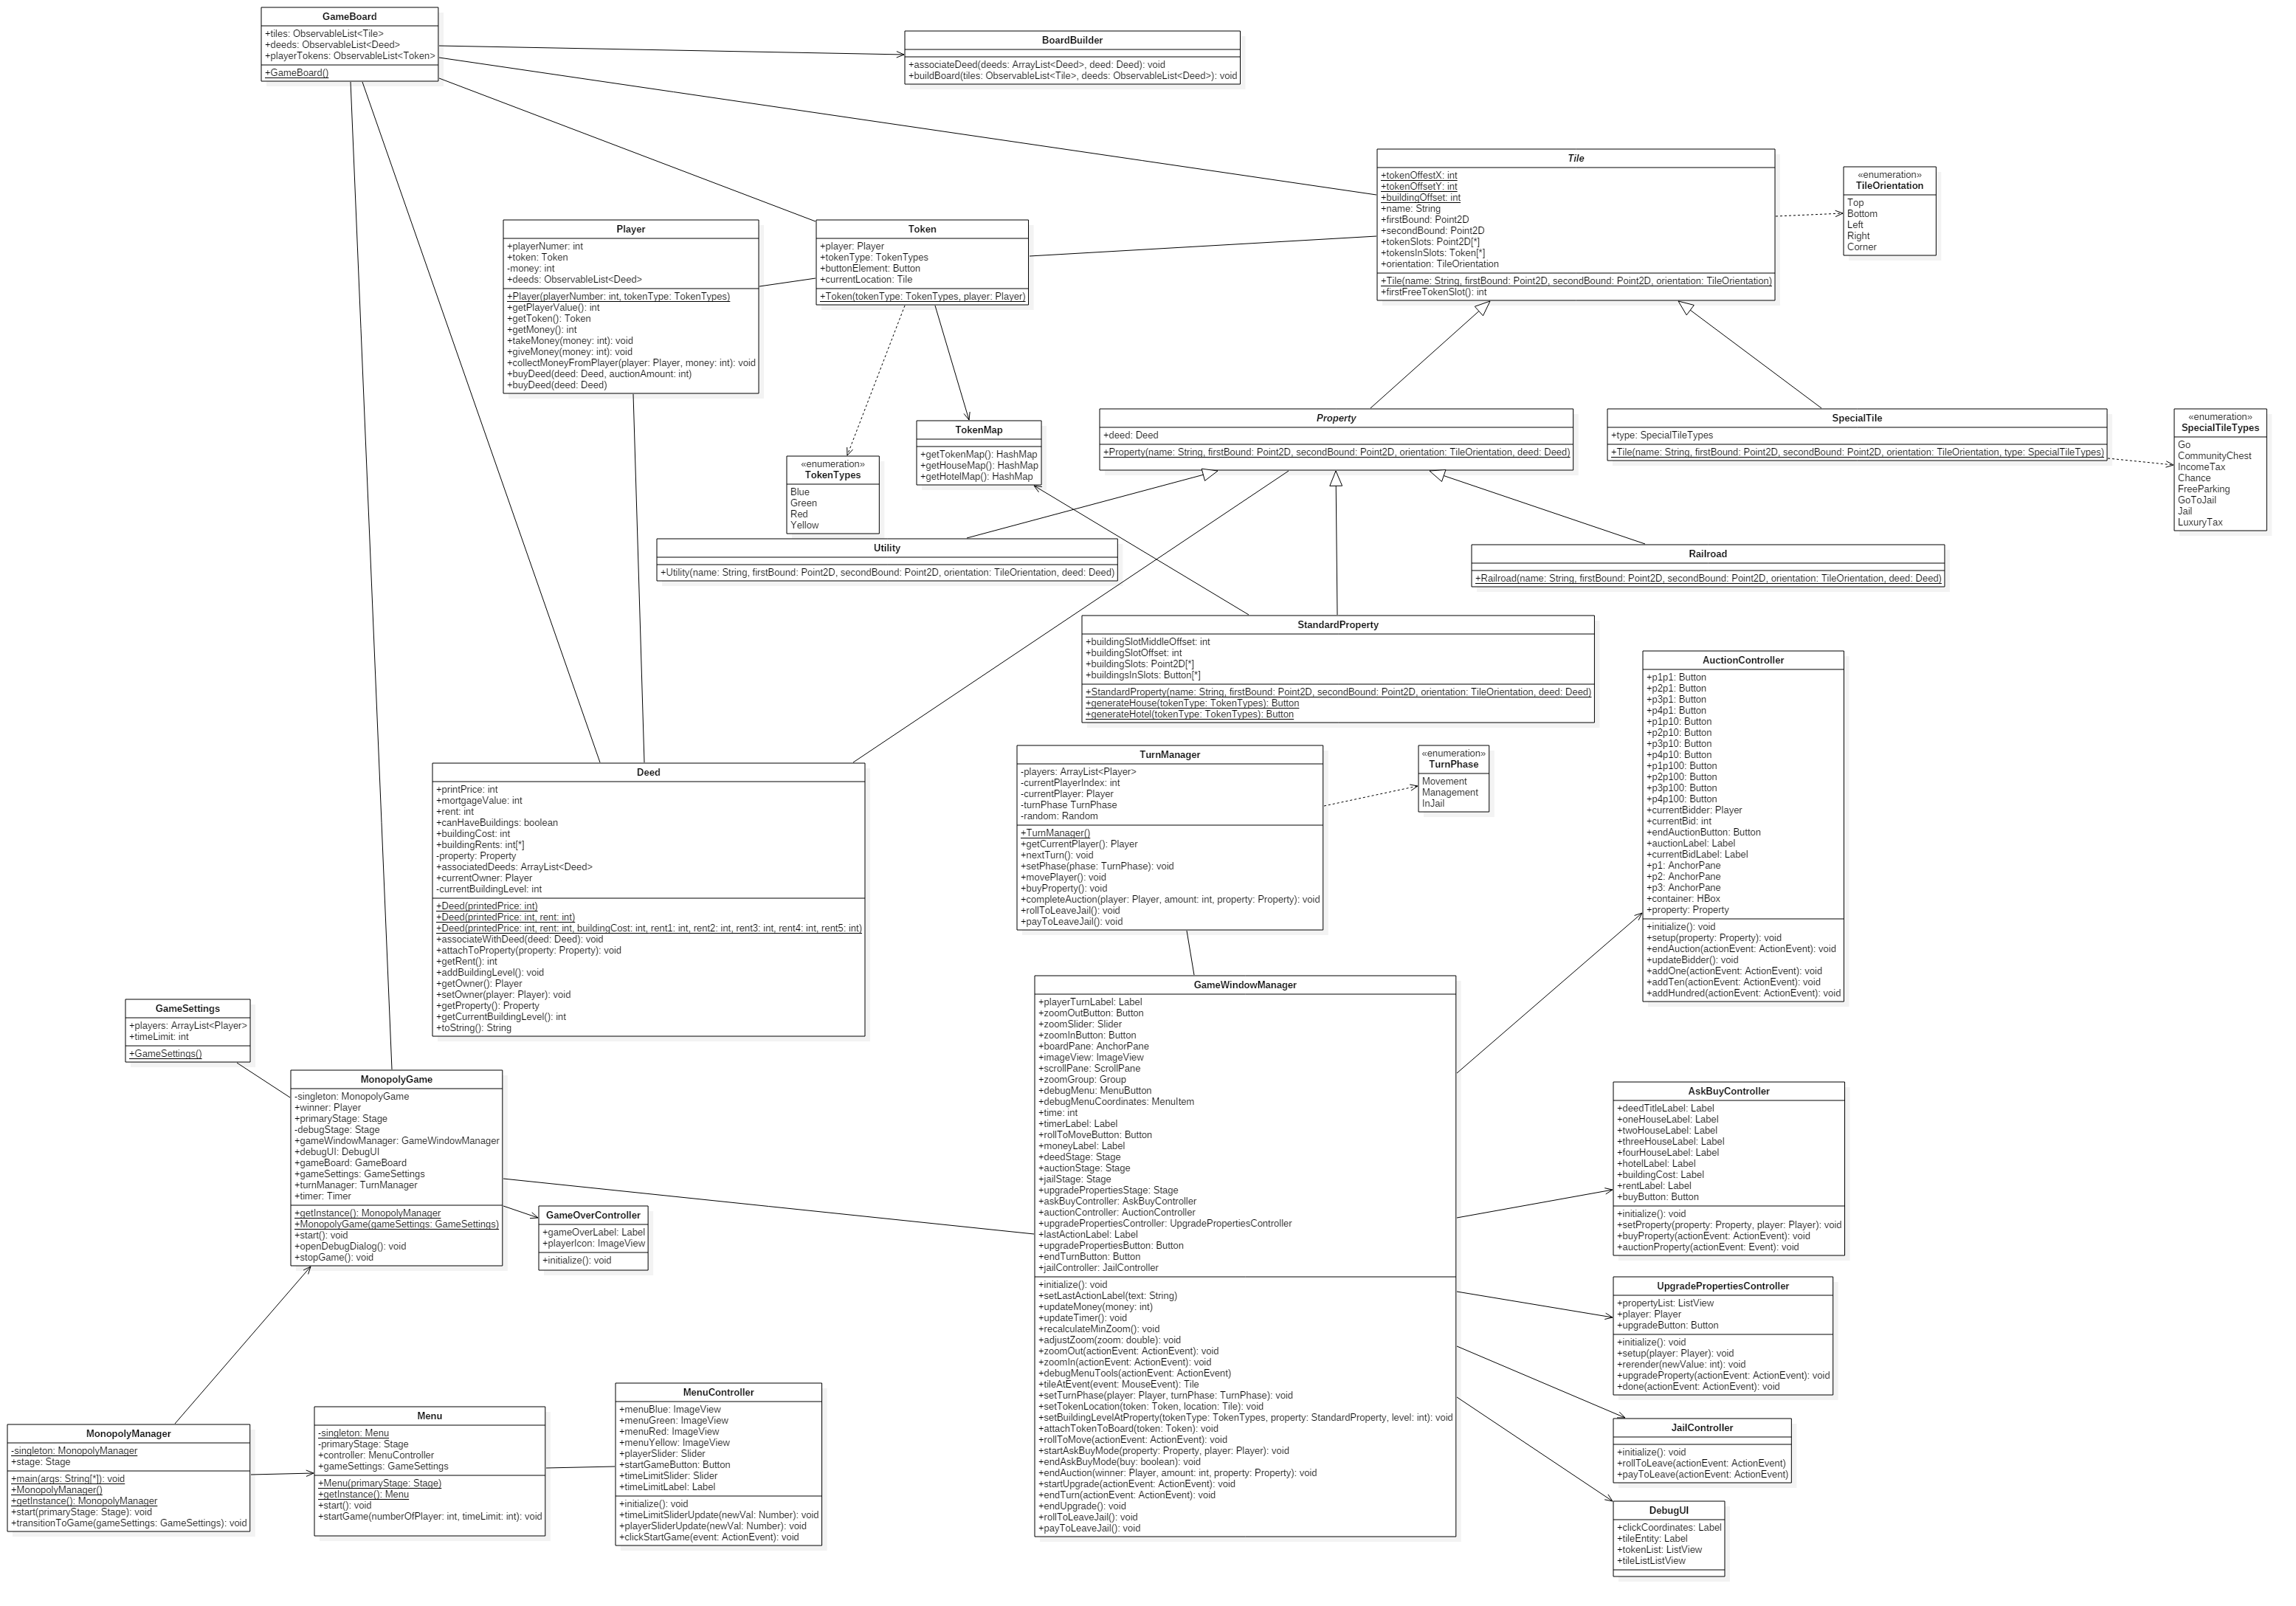 GameBoard
+tiles: ObservableList<Tile>
+deeds: ObservableList<Deed>
+playerTokens: ObservableList<Token>
+GameBoard()
BoardBuilder
+associateDeed(deeds: ArrayList<Deed>, deed: Deed): void
+buildBoard(tiles: ObservableList<Tile>, deeds: ObservableList<Deed>): void
Tile
+tokenOffestX: int
+tokenOffsetY: int
+buildingOffset: int
+name: String
+firstBound: Point2D
+secondBound: Point2D
+tokenSlots: Point2D[*]
+tokensInSlots: Token[*]
+orientation: TileOrientation
+Tile(name: String, firstBound: Point2D, secondBound: Point2D, orientation: TileOrientation)
+firstFreeTokenSlot(): int
«enumeration»
TileOrientation
Top
Bottom
Left
Right
Corner
Player
+playerNumer: int
+token: Token
-money: int
+deeds: ObservableList<Deed>
+Player(playerNumber: int, tokenType: TokenTypes)
+getPlayerValue(): int
+getToken(): Token
+getMoney(): int
+takeMoney(money: int): void
+giveMoney(money: int): void
+collectMoneyFromPlayer(player: Player, money: int): void
+buyDeed(deed: Deed, auctionAmount: int)
+buyDeed(deed: Deed)
Token
+player: Player
+tokenType: TokenTypes
+buttonElement: Button
+currentLocation: Tile
+Token(tokenType: TokenTypes, player: Player)
TokenMap
+getTokenMap(): HashMap
+getHouseMap(): HashMap
+getHotelMap(): HashMap
«enumeration»
TokenTypes
Blue
Green
Red
Yellow
Property
+deed: Deed
+Property(name: String, firstBound: Point2D, secondBound: Point2D, orientation: TileOrientation, deed: Deed)
SpecialTile
+type: SpecialTileTypes
+Tile(name: String, firstBound: Point2D, secondBound: Point2D, orientation: TileOrientation, type: SpecialTileTypes)
«enumeration»
SpecialTileTypes
Go
CommunityChest
IncomeTax
Chance
FreeParking
GoToJail
Jail
LuxuryTax
Utility
+Utility(name: String, firstBound: Point2D, secondBound: Point2D, orientation: TileOrientation, deed: Deed)
Railroad
+Railroad(name: String, firstBound: Point2D, secondBound: Point2D, orientation: TileOrientation, deed: Deed)
StandardProperty
+buildingSlotMiddleOffset: int
+buildingSlotOffset: int
+buildingSlots: Point2D[*]
+buildingsInSlots: Button[*]
+StandardProperty(name: String, firstBound: Point2D, secondBound: Point2D, orientation: TileOrientation, deed: Deed)
+generateHouse(tokenType: TokenTypes): Button
+generateHotel(tokenType: TokenTypes): Button
AuctionController
+p1p1: Button
+p2p1: Button
+p3p1: Button
+p4p1: Button
+p1p10: Button
+p2p10: Button
+p3p10: Button
+p4p10: Button
+p1p100: Button
+p2p100: Button
+p3p100: Button
+p4p100: Button
+currentBidder: Player
+currentBid: int
+endAuctionButton: Button
+auctionLabel: Label
+currentBidLabel: Label
+p1: AnchorPane
+p2: AnchorPane
+p3: AnchorPane
+container: HBox
+property: Property
+initialize(): void
+setup(property: Property): void
+endAuction(actionEvent: ActionEvent): void
+updateBidder(): void
+addOne(actionEvent: ActionEvent): void
+addTen(actionEvent: ActionEvent): void
+addHundred(actionEvent: ActionEvent): void
Deed
+printPrice: int
+mortgageValue: int
+rent: int
+canHaveBuildings: boolean
+buildingCost: int
+buildingRents: int[*]
-property: Property
+associatedDeeds: ArrayList<Deed>
+currentOwner: Player
-currentBuildingLevel: int
+Deed(printedPrice: int)
+Deed(printedPrice: int, rent: int)
+Deed(printedPrice: int, rent: int, buildingCost: int, rent1: int, rent2: int, rent3: int, rent4: int, rent5: int)
+associateWithDeed(deed: Deed): void
+attachToProperty(property: Property): void
+getRent(): int
+addBuildingLevel(): void
+getOwner(): Player
+setOwner(player: Player): void
+getProperty(): Property
+getCurrentBuildingLevel(): int
+toString(): String
TurnManager
-players: ArrayList<Player>
-currentPlayerIndex: int
-currentPlayer: Player
-turnPhase TurnPhase
-random: Random
+TurnManager()
+getCurrentPlayer(): Player
+nextTurn(): void
+setPhase(phase: TurnPhase): void
+movePlayer(): void
+buyProperty(): void
+completeAuction(player: Player, amount: int, property: Property): void
+rollToLeaveJail(): void
+payToLeaveJail(): void
«enumeration»
TurnPhase
Movement
Management
InJail
GameWindowManager
+playerTurnLabel: Label
+zoomOutButton: Button
+zoomSlider: Slider
+zoomInButton: Button
+boardPane: AnchorPane
+imageView: ImageView
+scrollPane: ScrollPane
+zoomGroup: Group
+debugMenu: MenuButton
+debugMenuCoordinates: MenuItem
+time: int
+timerLabel: Label
+rollToMoveButton: Button
+moneyLabel: Label
+deedStage: Stage
+auctionStage: Stage
+jailStage: Stage
+upgradePropertiesStage: Stage
+askBuyController: AskBuyController
+auctionController: AuctionController
+upgradePropertiesController: UpgradePropertiesController
+lastActionLabel: Label
+upgradePropertiesButton: Button
+endTurnButton: Button
+jailController: JailController
+initialize(): void
+setLastActionLabel(text: String)
+updateMoney(money: int)
+updateTimer(): void
+recalculateMinZoom(): void
+adjustZoom(zoom: double): void
+zoomOut(actionEvent: ActionEvent): void
+zoomIn(actionEvent: ActionEvent): void
+debugMenuTools(actionEvent: ActionEvent)
+tileAtEvent(event: MouseEvent): Tile
+setTurnPhase(player: Player, turnPhase: TurnPhase): void
+setTokenLocation(token: Token, location: Tile): void
+setBuildingLevelAtProperty(tokenType: TokenTypes, property: StandardProperty, level: int): void
+attachTokenToBoard(token: Token): void
+rollToMove(actionEvent: ActionEvent): void
+startAskBuyMode(property: Property, player: Player): void
+endAskBuyMode(buy: boolean): void
+endAuction(winner: Player, amount: int, property: Property): void
+startUpgrade(actionEvent: ActionEvent): void
+endTurn(actionEvent: ActionEvent): void
+endUpgrade(): void
+rollToLeaveJail(): void
+payToLeaveJail(): void
GameSettings
+players: ArrayList<Player>
+timeLimit: int
+GameSettings()
MonopolyGame
-singleton: MonopolyGame
+winner: Player
+primaryStage: Stage
-debugStage: Stage
+gameWindowManager: GameWindowManager
+debugUI: DebugUI
+gameBoard: GameBoard
+gameSettings: GameSettings
+turnManager: TurnManager
+timer: Timer
+getInstance(): MonopolyManager
+MonopolyGame(gameSettings: GameSettings)
+start(): void
+openDebugDialog(): void
+stopGame(): void
GameOverController
+gameOverLabel: Label
+playerIcon: ImageView
+initialize(): void
AskBuyController
+deedTitleLabel: Label
+oneHouseLabel: Label
+twoHouseLabel: Label
+threeHouseLabel: Label
+fourHouseLabel: Label
+hotelLabel: Label
+buildingCost: Label
+rentLabel: Label
+buyButton: Button
+initialize(): void
+setProperty(property: Property, player: Player): void
+buyProperty(actionEvent: ActionEvent): void
+auctionProperty(actionEvent: Event): void
UpgradePropertiesController
+propertyList: ListView
+player: Player
+upgradeButton: Button
+initialize(): void
+setup(player: Player): void
+rerender(newValue: int): void
+upgradeProperty(actionEvent: ActionEvent): void
+done(actionEvent: ActionEvent): void
JailController
+initialize(): void
+rollToLeave(actionEvent: ActionEvent)
+payToLeave(actionEvent: ActionEvent)
DebugUI
+clickCoordinates: Label
+tileEntity: Label
+tokenList: ListView
+tileListListView
MonopolyManager
-singleton: MonopolyManager
+stage: Stage
+main(args: String[*]): void
+MonopolyManager()
+getInstance(): MonopolyManager
+start(primaryStage: Stage): void
+transitionToGame(gameSettings: GameSettings): void
Menu
-singleton: Menu
-primaryStage: Stage
+controller: MenuController
+gameSettings: GameSettings
+Menu(primaryStage: Stage)
+getInstance(): Menu
+start(): void
+startGame(numberOfPlayer: int, timeLimit: int): void
MenuController
+menuBlue: ImageView
+menuGreen: ImageView
+menuRed: ImageView
+menuYellow: ImageView
+playerSlider: Slider
+startGameButton: Button
+timeLimitSlider: Slider
+timeLimitLabel: Label
+initialize(): void
+timeLimitSliderUpdate(newVal: Number): void
+playerSliderUpdate(newVal: Number): void
+clickStartGame(event: ActionEvent): void